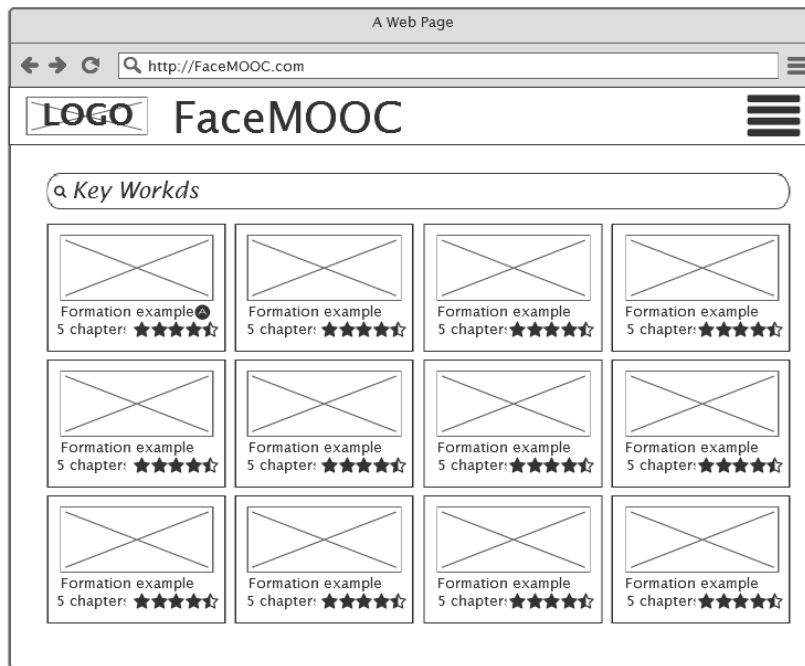 A Web Page
http://FaceMOOC.com
LOGO FaceMOOC
Key Workds
Formation example A Formation example Formation example Formation example
5 chapters 5 chapters 5 chapters 5 chapters
Formation example Formation example Formation example Formation example
5 chapters 5 chapters 5 chapters 5 chapters
Formation example Formation example Formation example Formation example
5 chapters 5 chapters 5 chapters 5 chapters